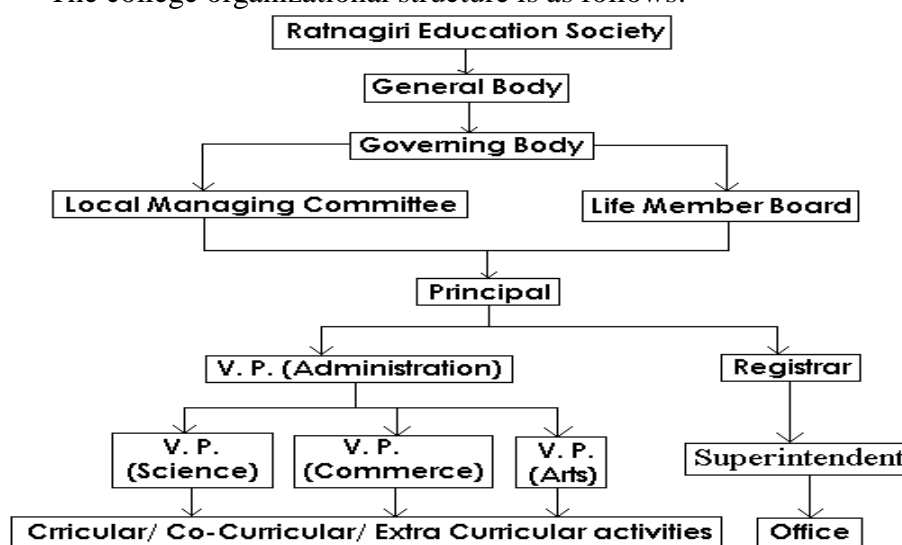 The college organizational structure is as follows:
Ratnagiri Education Society
General Body
Governing Body
Local Managing Committee
Life Member Board
Principal
V. P. (Administration)
Registrar
V. P.
(Science)
V. P.
(Commerce)
V. P.
(Arts)
Superintendent
Crricular/ Co-Curricular/ Extra Curricular activities
Office